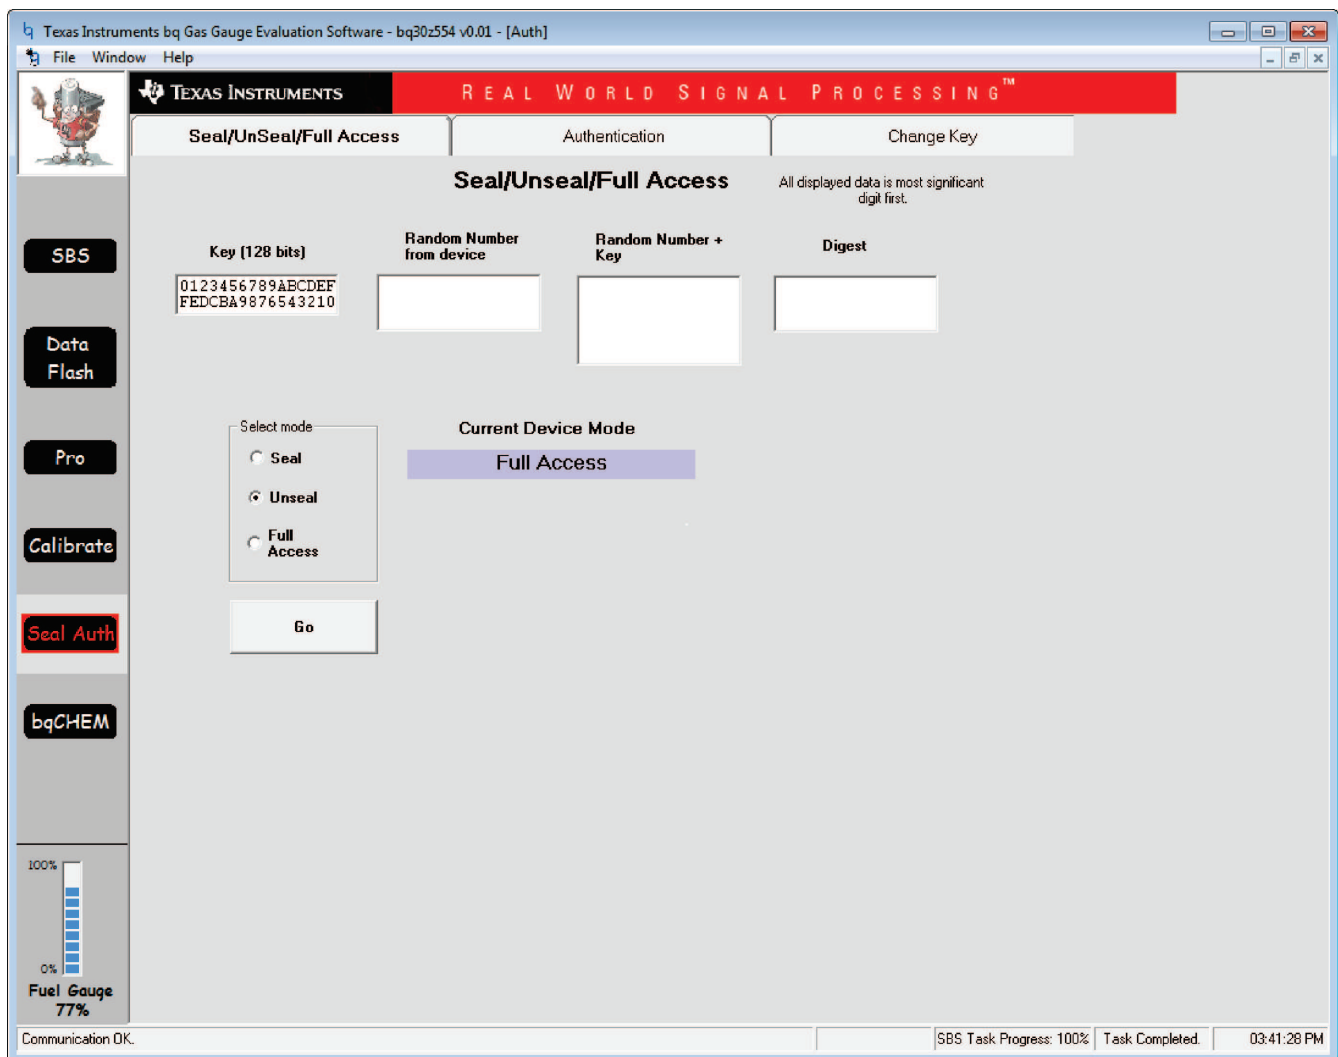 Texas Instruments bq Gas Gauge Evaluation Software - bq30z554 v0.01 - [Auth]
File Window Help
TEXAS INSTRUMENTS
REAL WORLD SIGNAL PROCESSING™
Seal/UnSeal/Full Access
Authentication
Change Key
Seal/Unseal/Full Access
All displayed data is most significant
digit first.
SBS
Data
Flash
Pro
Calibrate
Seal Auth
bqCHEM
Key (128 bits)
0123456789ABCDEF
FEDCBA9876543210
Random Number
from device
Random Number +
Key
Digest
Select mode
Seal
Unseal
Full
Access
Go
Current Device Mode
Full Access
100%
0%
Fuel Gauge
77%
Communication OK.
SBS Task Progress: 100%
Task Completed.
03:41:28 PM